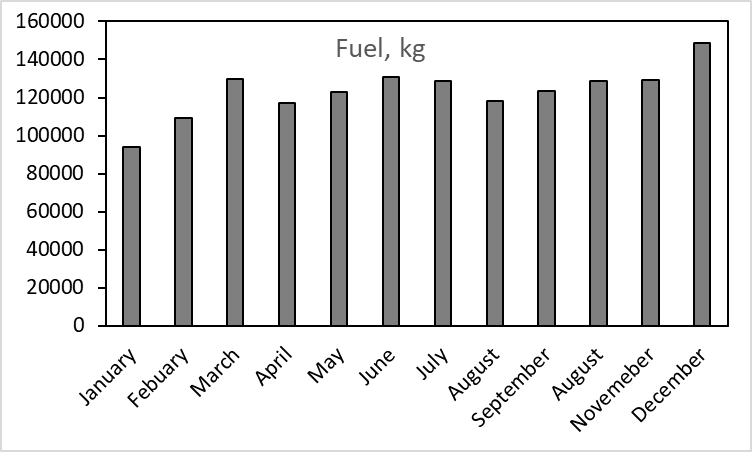 Fuel, kg
160000
140000
120000
100000
80000
60000
40000
20000
0
January
Febuary
March
April
May
June
July
August
September
August
Novemeber
December